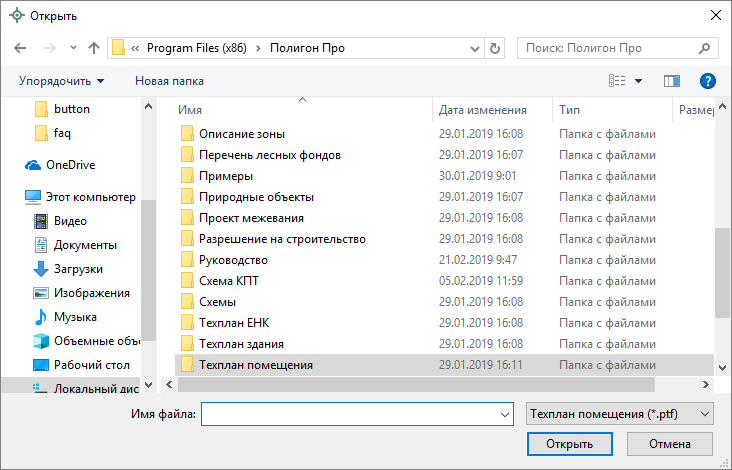 Открыть
« Program Files (x86) › Полигон Про
Поиск: Полигон Про
Упорядочить
Новая папка
?
button
faq
OneDrive
Этот компьютер
Видео
Документы
Загрузки
Изображения
Музыка
Объемные объ
Рабочий стол
Локальный дис
Имя Дата изменения Тип Размер
Описание зоны 29.01.2019 16:08 Папка с файлами
Перечень лесных фондов 29.01.2019 16:07 Папка с файлами
Примеры 30.01.2019 9:01 Папка с файлами
Природные объекты 29.01.2019 16:07 Папка с файлами
Проект межевания 29.01.2019 16:08 Папка с файлами
Разрешение на строительство 29.01.2019 16:08 Папка с файлами
Руководство 21.02.2019 9:47 Папка с файлами
Схема КПТ 05.02.2019 11:59 Папка с файлами
Схемы 29.01.2019 16:08 Папка с файлами
Техплан ЕНК 29.01.2019 16:08 Папка с файлами
Техплан здания 29.01.2019 16:08 Папка с файлами
Техплан помещения 29.01.2019 16:11 Папка с файлами
Имя файла:
Техплан помещения (*.ptf)
Открыть
Отмена